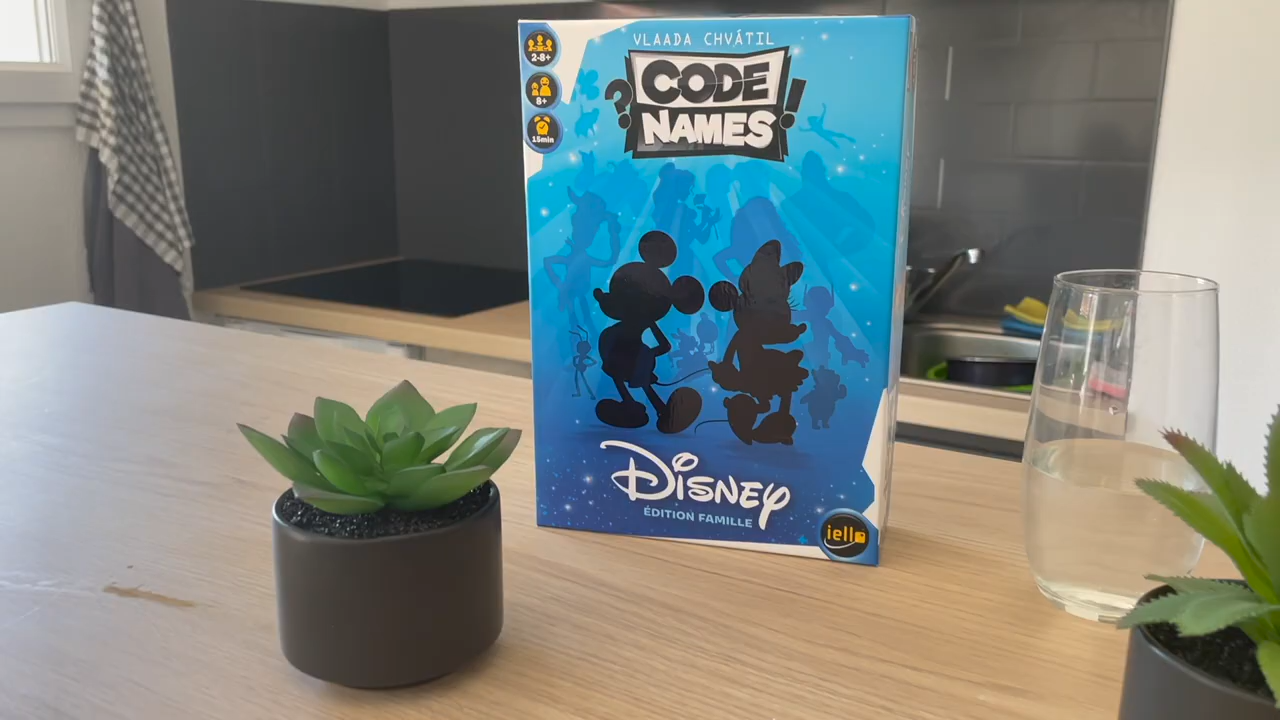 VLAADA CHVÁTIL
2-8+
CODE
8+
NAMES
15min
Disney
ÉDITION FAMILLE
iello